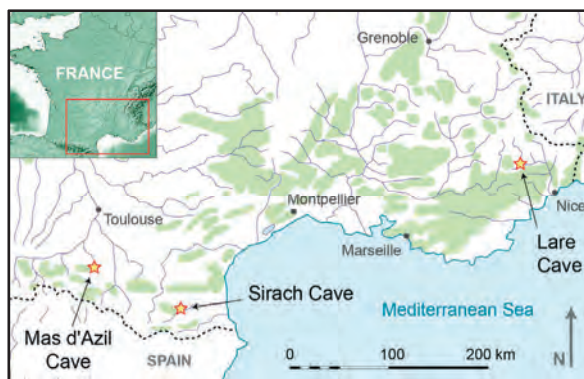 FRANCE
Grenoble
ITALY
Toulouse
Montpellier
Nice
Marseille
Lare
Cave
Sirach Cave
Mas d'Azil
Cave
Mediterranean Sea
SPAIN
0 100 200 km
N